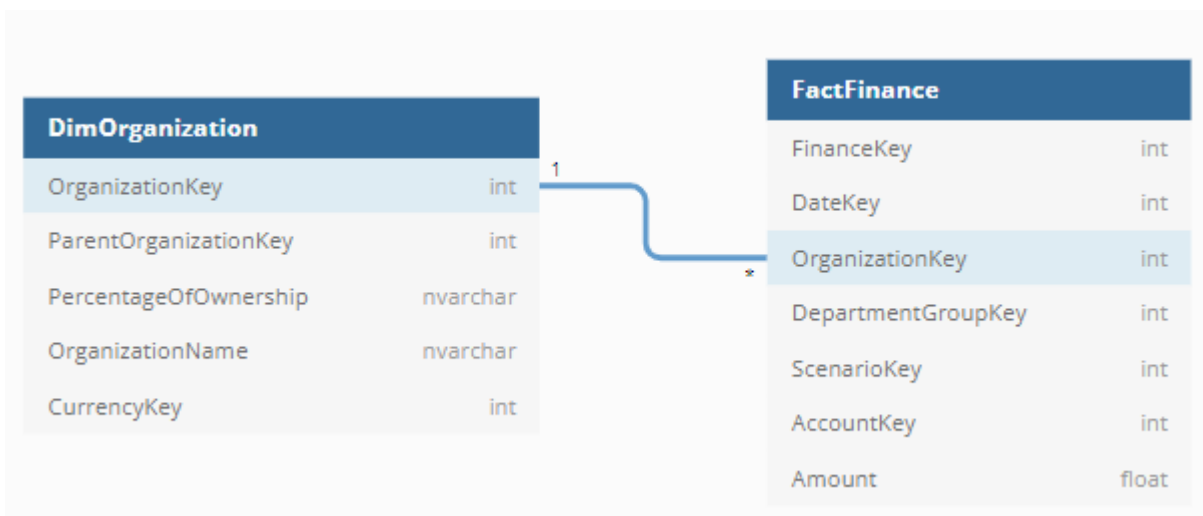 DimOrganization
OrganizationKey int
ParentOrganizationKey int
PercentageOfOwnership nvarchar
OrganizationName nvarchar
CurrencyKey int
1
*
FactFinance
FinanceKey int
DateKey int
OrganizationKey int
DepartmentGroupKey int
ScenarioKey int
AccountKey int
Amount float